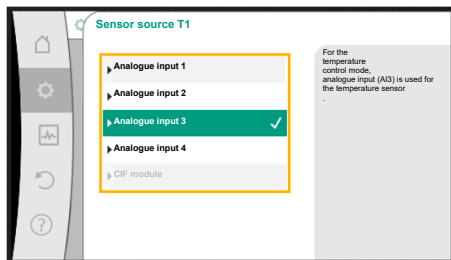 Sensor source T1
Analogue input 1
Analogue input 2
Analogue input 3
Analogue input 4
CIF module
For the
temperature
control mode,
analogue input (AI3) is used for
the temperature sensor
.
?